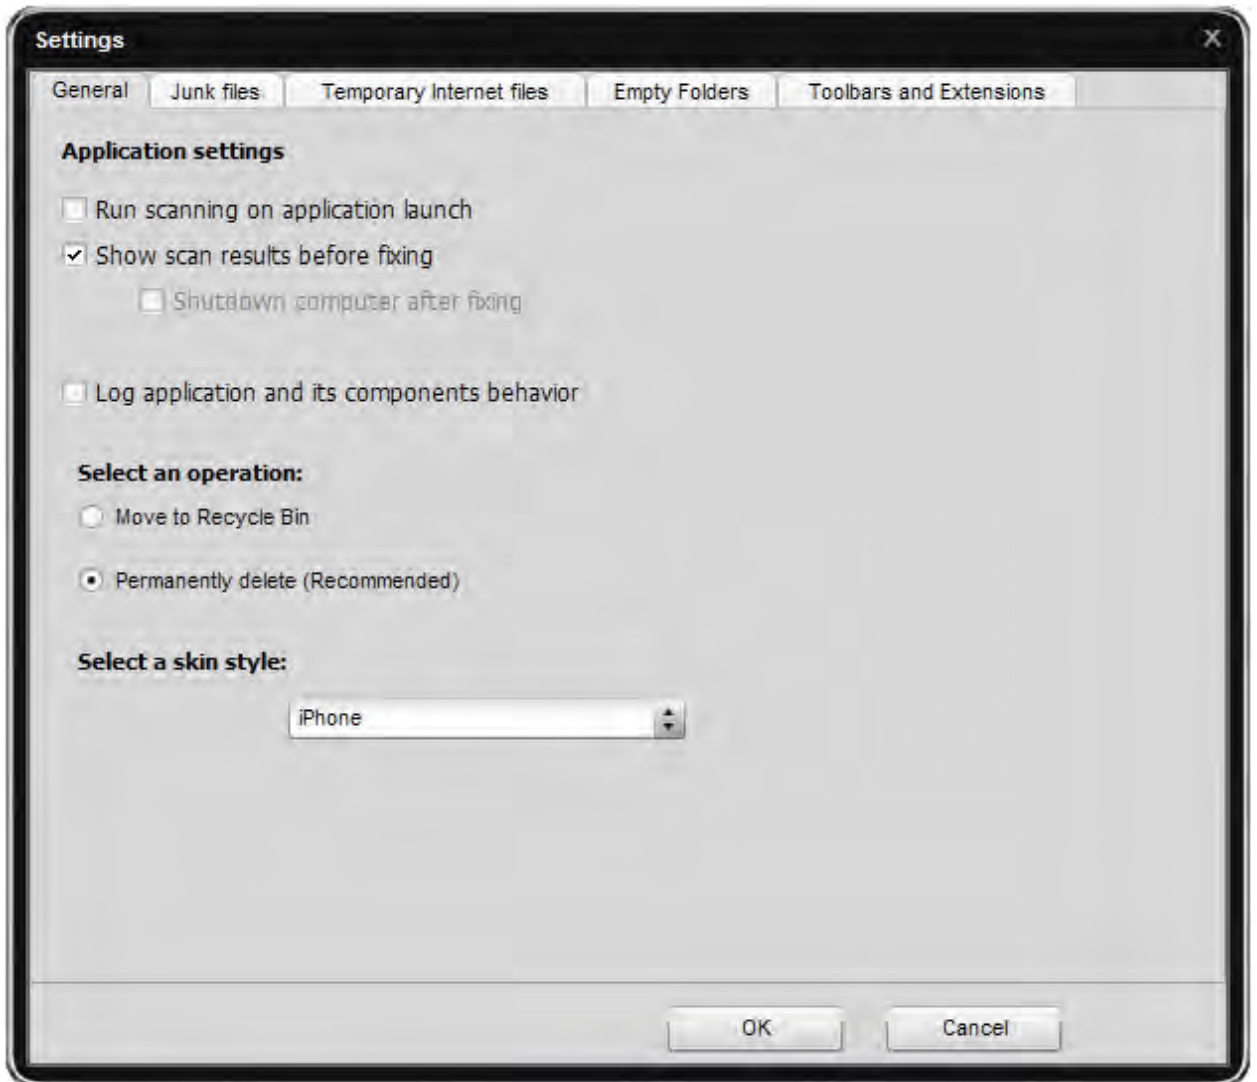 Settings
X
General
Junk files
Temporary Internet files
Empty Folders
Toolbars and Extensions
Application settings
Run scanning on application launch
Show scan results before fixing
Shutdown computer after fixing
Log application and its components behavior
Select an operation:
Move to Recycle Bin
Permanently delete (Recommended)
Select a skin style:
iPhone
OK
Cancel